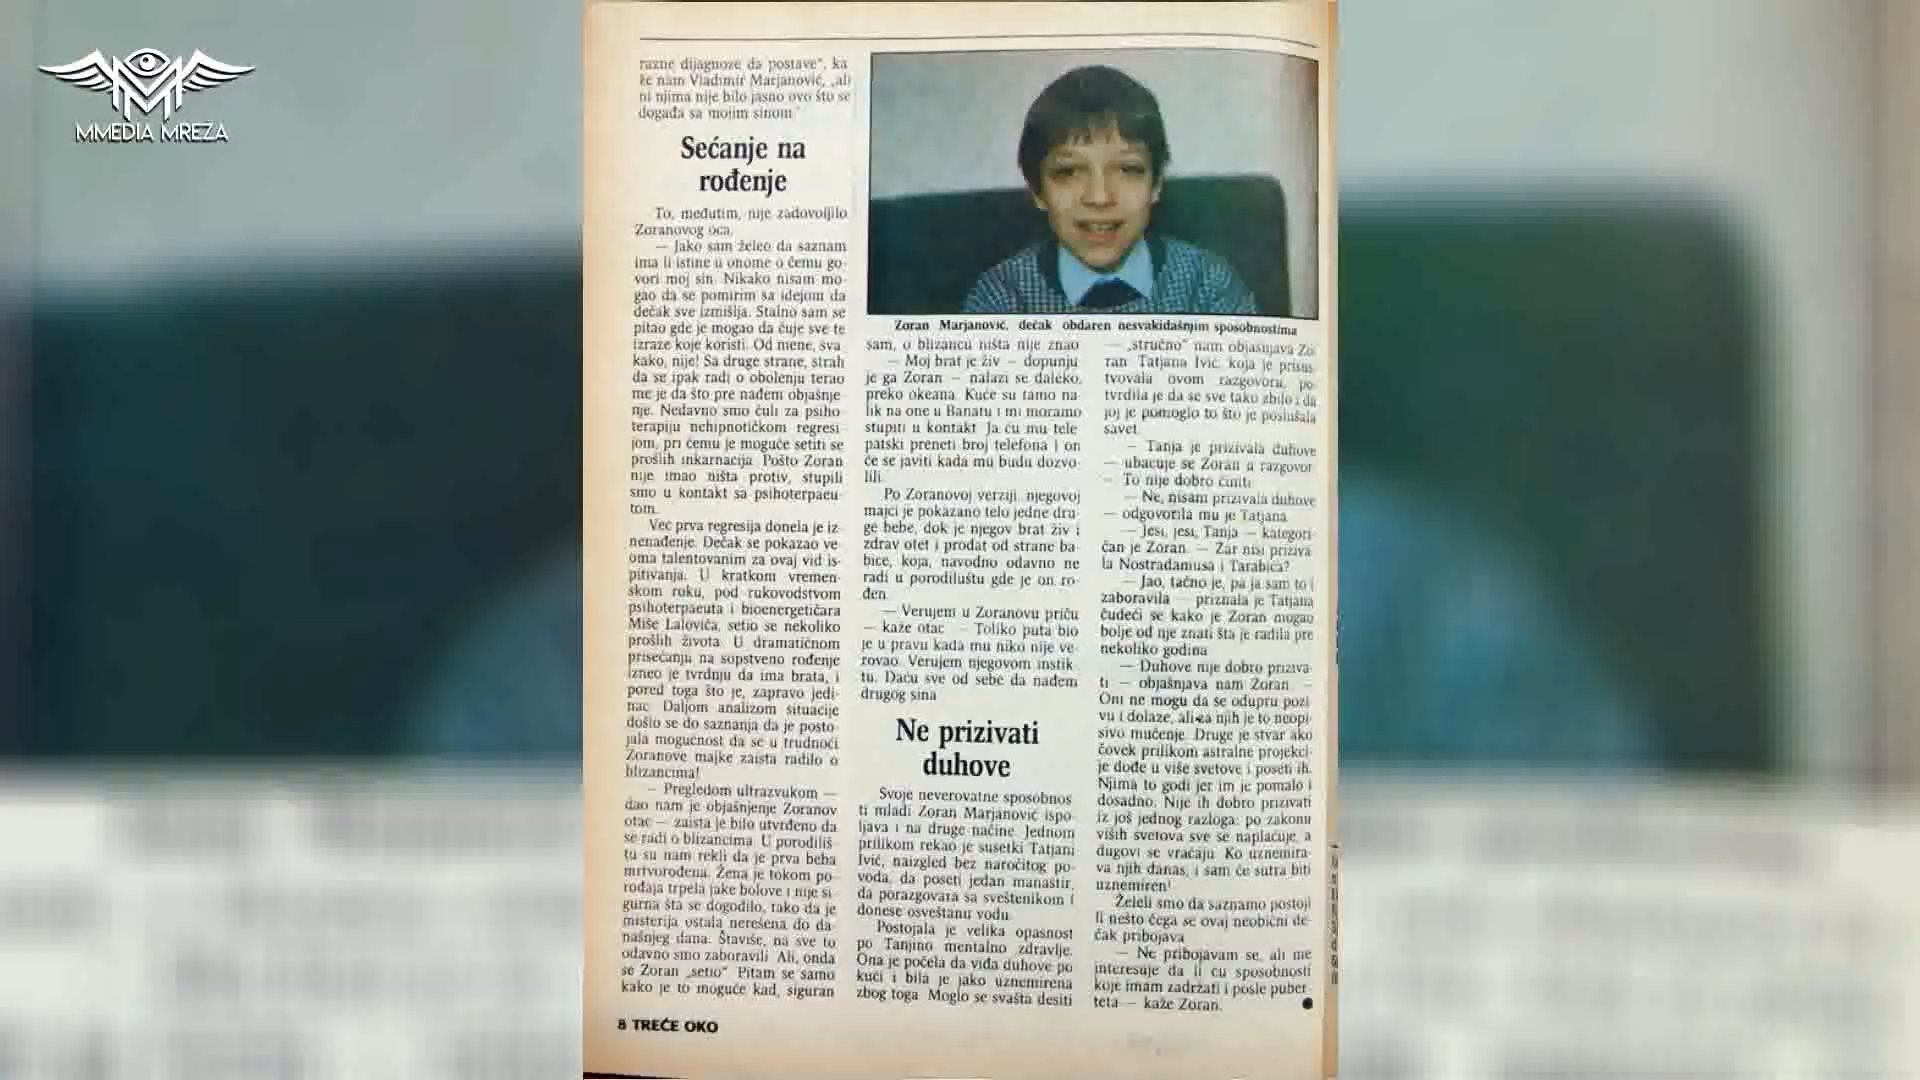 MMEDIA MREŽA
razne dijagnoze da postave", ka
že nam Vladimir Marjanović, „ali
ni njima nije bilo jasno ovo što se
događa sa mojim sinom."
Sećanje na
rođenje
To, međutim, nije zadovoljilo
Zoranovog oca.
— Jako sam želeo da saznam
ima li istine u onome o čemu go-
vori moj sin. Nikako nisam mo-
gao da se pomirim sa idejom da
dečak sve izmišlja. Stalno sam se
pitao gde je mogao da čuje sve te
izraze koje koristi. Od mene, sva
kako, nije! Sa druge strane, strah
da se ipak radi o obolenju terao
me je da što pre nađem objašnje-
nje. Nedavno smo čuli za psiho-
terapiju nehipnotičkom regresi
jom, pri čemu je moguće setiti se
prošlih inkarnacija. Pošto Zoran
nije imao ništa protiv, stupili
smo u kontakt sa psihoterpaeu-
tom.
Već prva regresija donela je iz-
nenađenje. Dečak se pokazao ve-
oma talentovanim za ovaj vid is-
pitivanja. U kratkom vremen-
skom roku, pod rukovodstvom
psihoterpaeuta i bioenergetičara
Miše Lalovića, setio se nekoliko
prošlih života. U dramatičnom
prisećanju na sopstveno rođenje
izneo je tvrdnju da ima brata, i
pored toga što je, zapravo jedi-
nac. Daljom analizom situacije
došlo se do saznanja da je posto-
jala mogućnost da se u trudnoći
Zoranove majke zaista radilo o
blizancima!
— Pregledom ultrazvukom —
dao nam je objašnjenje Zoranov
otac — zaista je bilo utvrđeno da
se radi o blizancima. U porodiliš-
tu su nam rekli da je prva beba
mrtvorođena. Žena je tokom po-
rođaja trpela jake bolove i nije si-
gurna šta se dogodilo, tako da je
misterija ostala nerešena do da-
našnjeg dana. Štaviše, na sve to
odavno smo zaboravili. Ali, onda
se Zoran „setio". Pitam se samo
kako je to moguće kad, siguran
8 TREĆE OKO
Zoran Marjanović, dečak obdaren nesvakidašnjim sposobnostima
sam, o blizancu ništa nije znao
— Moj brat je živ — dopunju
je ga Zoran — nalazi se daleko,
preko okeana. Kuće su tamo na-
lik na one u Banatu i mi moramo
stupiti u kontakt. Ja ću mu tele
patski preneti broj telefona i on
će se javiti kada mu budu dozvo-
lili.
Po Zoranovoj verziji, njegovoj
majci je pokazano telo jedne dru-
ge bebe, dok je njegov brat živ i
zdrav otet i prodat od strane ba-
bice, koja, navodno odavno ne
radi u porodilištu gde je on ro-
đen.
— Verujem u Zoranovu priču
— kaže otac. — Toliko puta bio
je u pravu kada mu niko nije ve-
rovao. Verujem njegovom instik-
tu. Daću sve od sebe da nađem
drugog sina
Ne prizivati
duhove
Svoje neverovatne sposobnos
ti mladi Zoran Marjanović ispo-
ljava i na druge načine. Jednom
prilikom rekao je susetki Tatjani
Ivić, naizgled bez naročitog po-
voda, da poseti jedan manastir,
da porazgovara sa sveštenikom i
donese osveštanu vodu.
Postojala je velika opasnost
po Tanjino mentalno zdravlje.
Ona je počela da viđa duhove po
kući i bila je jako uznemirena
zbog toga. Moglo se svašta desiti
— „stručno" nam objašnjava Zo
ran Tatjana Ivić, koja je prisus
tvovala ovom razgovoru, po-
tvrdila je da se sve tako zbilo i da
joj je pomoglo to što je poslušala
savet.
— Tanja je prizivala duhove
— ubacuje se Zoran u razgovor.
— To nije dobro činiti.
— Ne, nisam prizivala duhove
— odgovorila mu je Tatjana.
— Jesi, jesi, Tanja — kategori-
čan je Zoran. — Zar nisi priziva
la Nostradamusa i Tarabića?
— Jao, tačno je, pa ja sam to i
zaboravila — priznala je Tatjana
čudeći se kako je Zoran mogao
bolje od nje znati šta je radila pre
nekoliko godina
— Duhove nije dobro priziva-
ti — objašnjava nam Zoran. —
Oni ne mogu da se odupru pozi
vu i dolaze, ali za njih je to neopi-
sivo mučenje. Druge je stvar ako
čovek prilikom astralne projekci-
je dođe u više svetove i poseti ih.
Njima to godi jer im je pomalo i
dosadno. Nije ih dobro prizivati
iz još jednog razloga: po zakonu
viših svetova sve se naplaćuje, a
dugovi se vraćaju. Ko uznemira-
va njih danas, i sam će sutra biti
uznemiren!
Želeli smo da saznamo postoji
li nešto čega se ovaj neobični de-
čak pribojava
— Ne pribojavam se, ali me
interesuje da li ću sposobnosti
koje imam zadržati i posle puber-
teta — kaže Zoran.